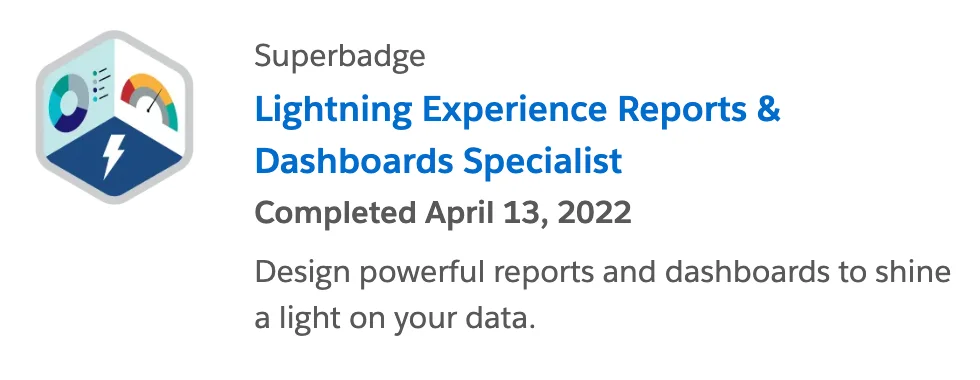 Superbadge
Lightning Experience Reports &
Dashboards Specialist
Completed April 13, 2022
Design powerful reports and dashboards to shine
a light on your data.